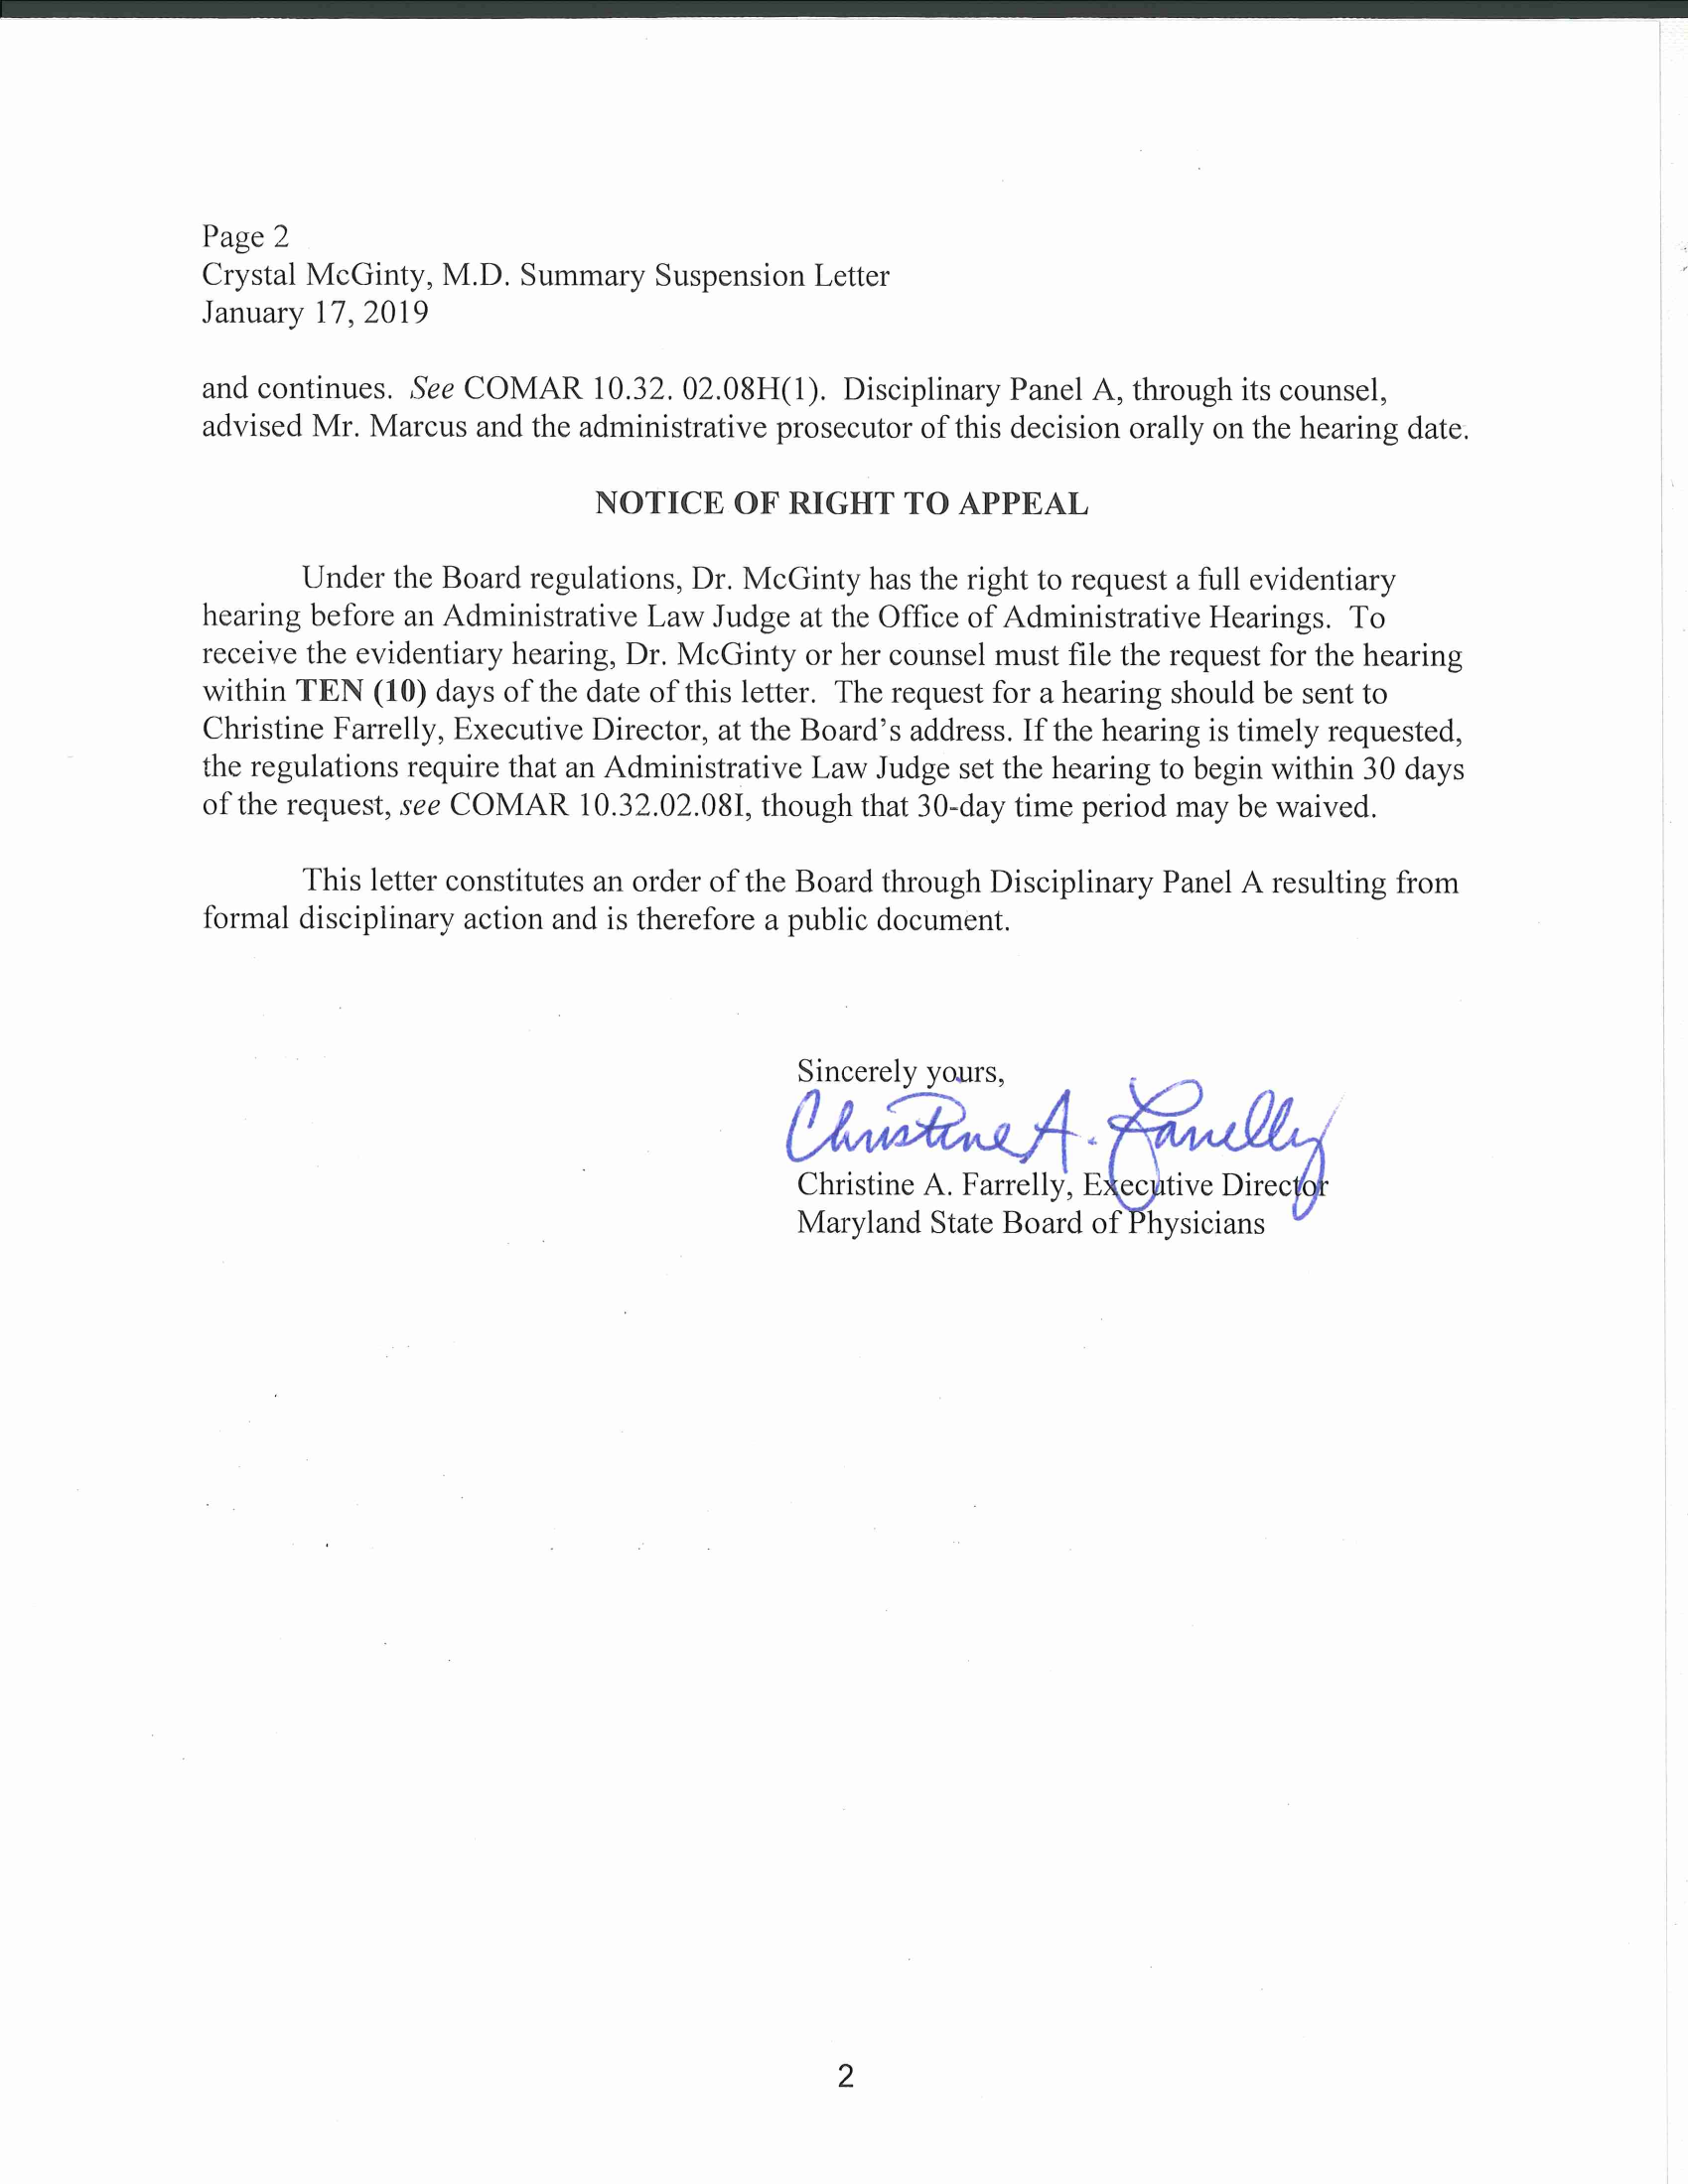 Page 2
Crystal McGinty, M.D. Summary Suspension Letter
January 17, 2019
and continues. See COMAR 10.32. 02.08H(1). Disciplinary Panel A, through its counsel,
advised Mr. Marcus and the administrative prosecutor of this decision orally on the hearing date.
NOTICE OF RIGHT TO APPEAL
Under the Board regulations, Dr. McGinty has the right to request a full evidentiary
hearing before an Administrative Law Judge at the Office of Administrative Hearings. To
receive the evidentiary hearing, Dr. McGinty or her counsel must file the request for the hearing
within TEN (10) days of the date of this letter. The request for a hearing should be sent to
Christine Farrelly, Executive Director, at the Board's address. If the hearing is timely requested,
the regulations require that an Administrative Law Judge set the hearing to begin within 30 days
of the request, see COMAR 10.32.02.08I, though that 30-day time period may be waived.
This letter constitutes an order of the Board through Disciplinary Panel A resulting from
formal disciplinary action and is therefore a public document.
Sincerely yours,
Christine A. Farrelly
Christine A. Farrelly, Executive Director
Maryland State Board of Physicians
2